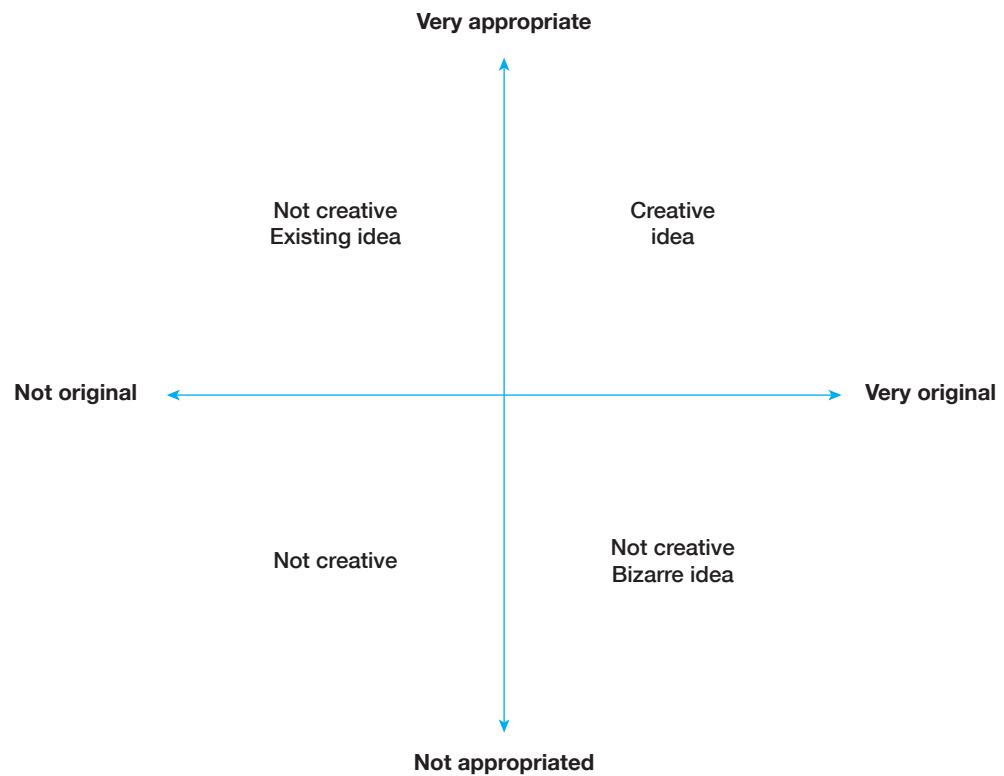 Very appropriate
Not creative
Existing idea
Creative
idea
Not original
Very original
Not creative
Not creative
Bizarre idea
Not appropriated